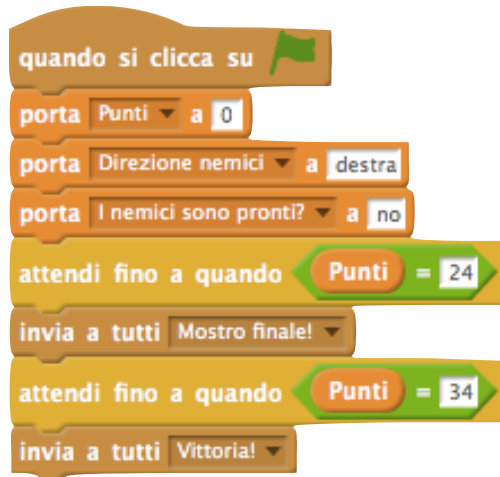 quando si clicca su
porta Punti a 0
porta Direzione nemici a destra
porta I nemici sono pronti? a no
attendi fino a quando Punti = 24
invia a tutti Mostro finale!
attendi fino a quando Punti = 34
invia a tutti Vittoria!